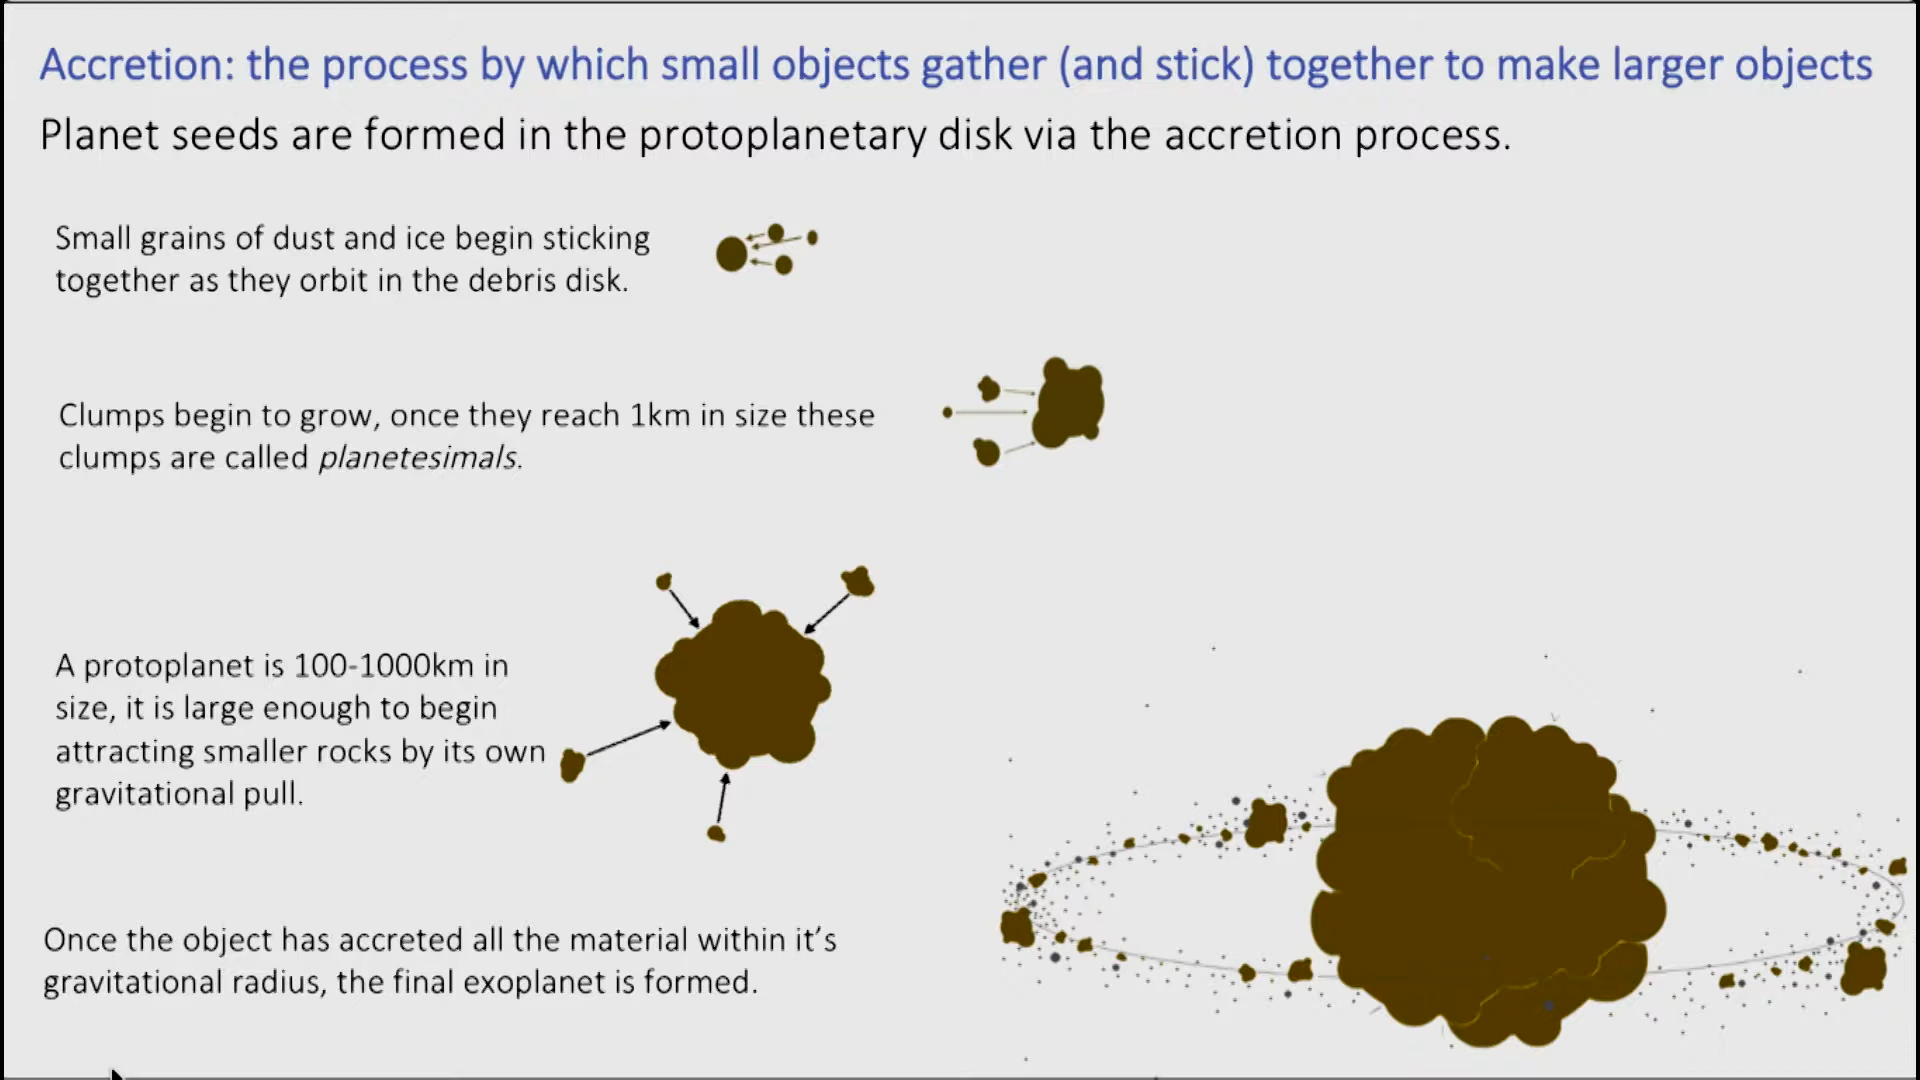 Accretion: the process by which small objects gather (and stick) together to make larger objects
Planet seeds are formed in the protoplanetary disk via the accretion process.
Small grains of dust and ice begin sticking
together as they orbit in the debris disk.
Clumps begin to grow, once they reach 1km in size these
clumps are called planetesimals.
A protoplanet is 100-1000km in
size, it is large enough to begin
attracting smaller rocks by its own
gravitational pull.
Once the object has accreted all the material within it’s
gravitational radius, the final exoplanet is formed.